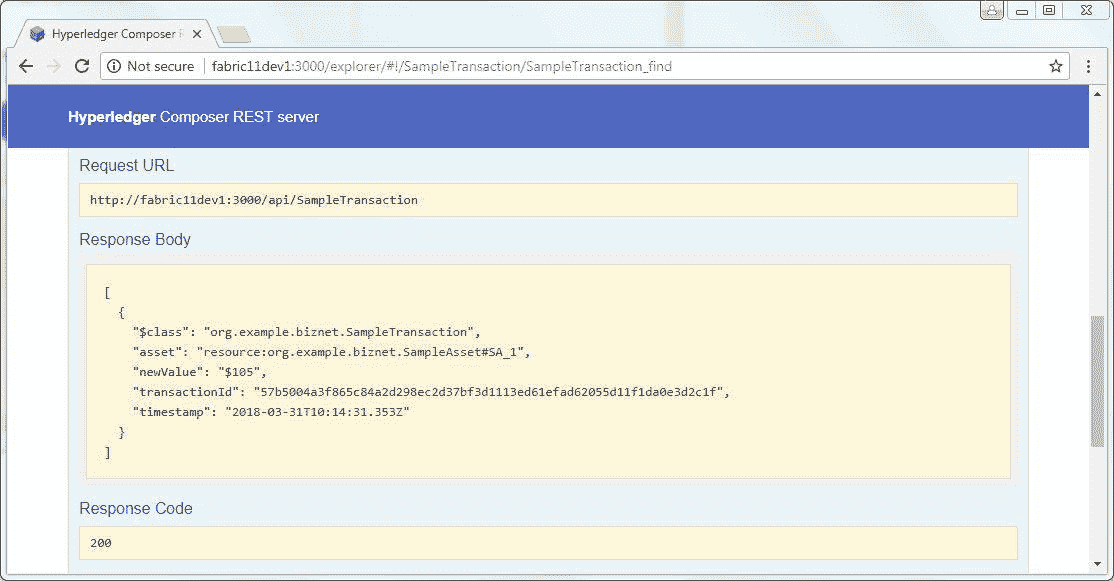 Hyperledger Composer R
Not secure fabric11dev1:3000/explorer/#!/SampleTransaction/SampleTransaction_find
Hyperledger Composer REST server
Request URL
http://fabric11dev1:3000/api/SampleTransaction
Response Body
[
{
"$class": "org.example.biznet.SampleTransaction",
"asset": "resource:org.example.biznet.SampleAsset#SA_1",
"newValue": "$105",
"transactionId": "57b5004a3f865c84a2d298ec2d37bf3d1113ed61efad62055d11f1da0e3d2c1f",
"timestamp": "2018-03-31T10:14:31.353Z"
}
]
Response Code
200